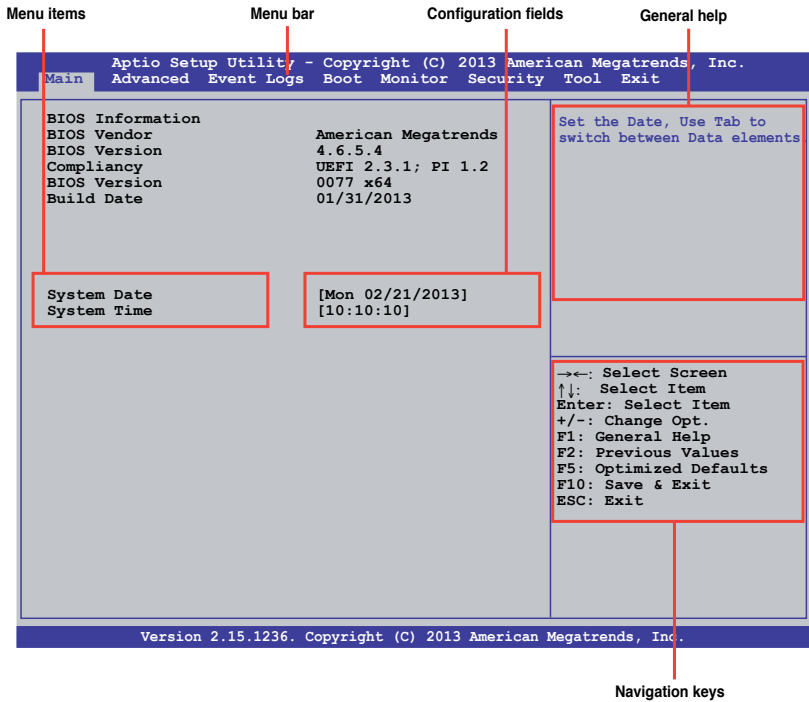 Menu items Menu bar Configuration fields General help
Aptio Setup Utility - Copyright (C) 2013 American Megatrends, Inc.
Main Advanced Event Logs Boot Monitor Security Tool Exit
BIOS Information
BIOS Vendor American Megatrends
BIOS Version 4.6.5.4
Compliancy UEFI 2.3.1; PI 1.2
BIOS Version 0077 x64
Build Date 01/31/2013
System Date [Mon 02/21/2013]
System Time [10:10:10]
Set the Date, Use Tab to
switch between Data elements.
→←: Select Screen
↑↓: Select Item
Enter: Select Item
+/-: Change Opt.
F1: General Help
F2: Previous Values
F5: Optimized Defaults
F10: Save & Exit
ESC: Exit
Version 2.15.1236. Copyright (C) 2013 American Megatrends, Inc.
Navigation keys